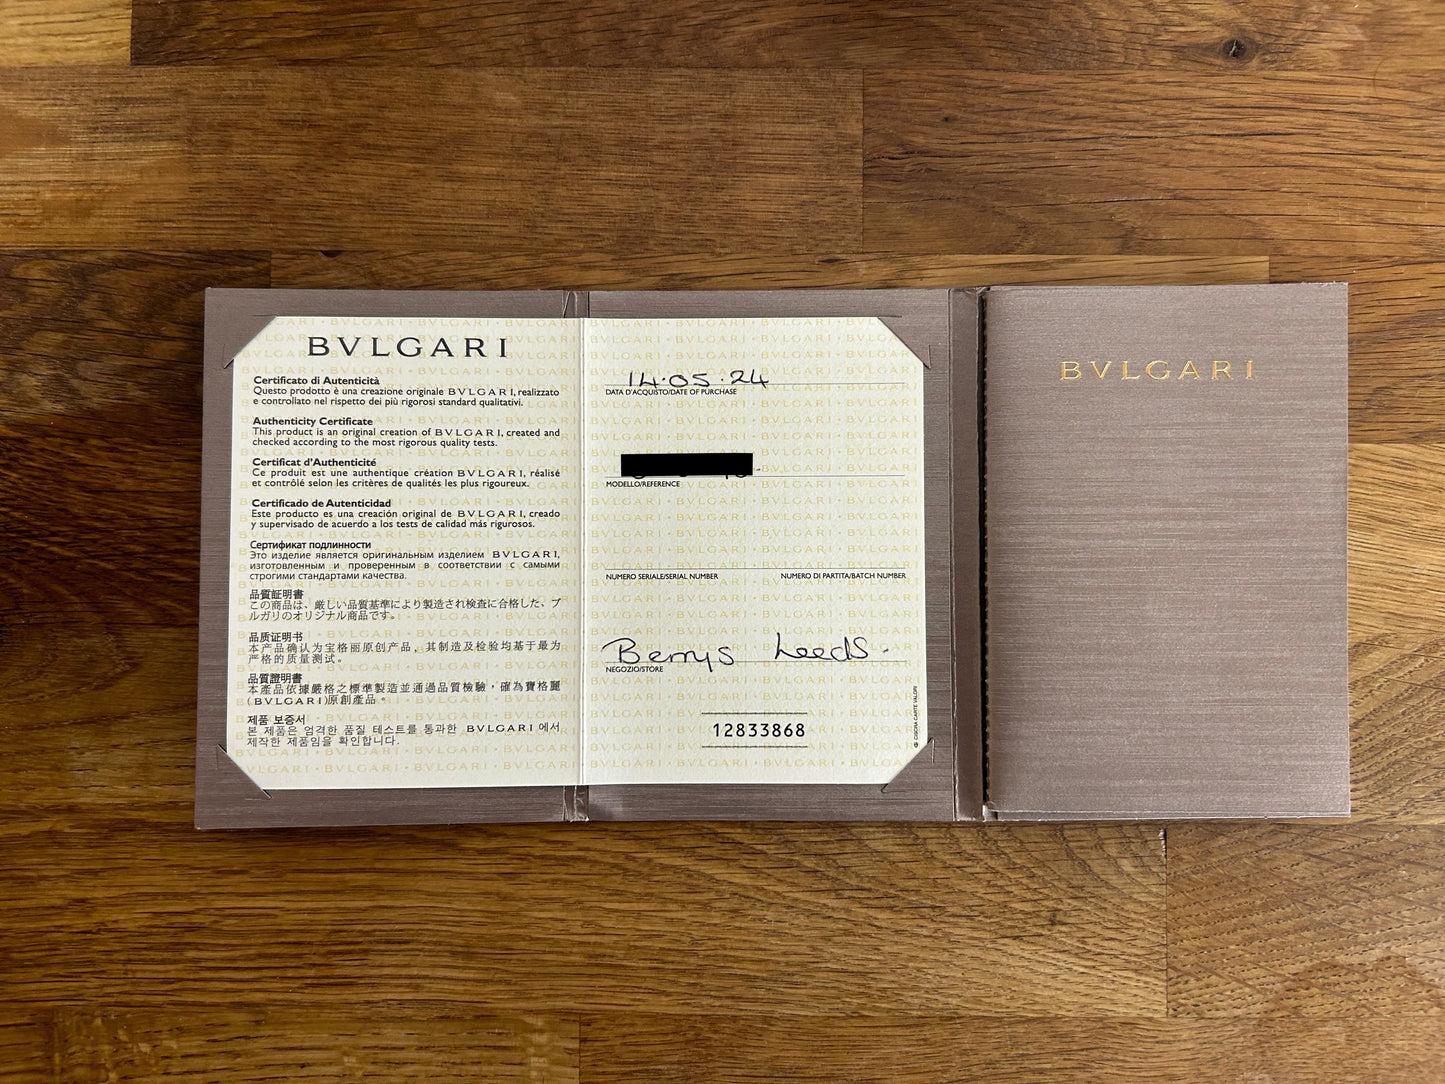 BVLGARI
Certificato di Autenticità
Questo prodotto è una creazione originale BVLGARI, realizzato
e controllato nel rispetto dei più rigorosi standard qualitativi.
Authenticity Certificate
This product is an original creation of BVLGARI, created and
checked according to the most rigorous quality tests.
Certificat d'Authenticité
Ce produit est une authentique création BVLGARI, réalisé
et contrôlé selon les critères de qualités les plus rigoureux.
Certificado de Autenticidad
Este producto es una creación original de BVLGARI, creado
y supervisado de acuerdo a los tests de calidad más rigurosos.
Сертификат подлинности
Это изделие является оригинальным изделием BVLGARI,
изготовленным и проверенным в соответствии с самыми
строгими стандартами качества.
品質証明書
この商品は、厳しい品質基準により製造され検査に合格した、ブ
ルガリのオリジナル商品です。
品质证明书
本产品确认为宝格丽原创产品，其制造及检验均基于最为
严格的质量测试。
品質證明書
本產品依據嚴格之標準製造並通過品質檢驗，確為寶格麗
(BVLGARI)原創產品。
제품 보증서
본 제품은 엄격한 품질 테스트를 통과한 BVLGARI 에서
제작한 제품임을 확인합니다.
14.05.24
DATA D'ACQUISTO/DATE OF PURCHASE
MODELLO/REFERENCE
NUMERO SERIALE/SERIAL NUMBER NUMERO DI PARTITA/BATCH NUMBER
Berrys Leeds.
NEGOZIO/STORE
12833868
CISCRA CARTE VALORI
BVLGARI